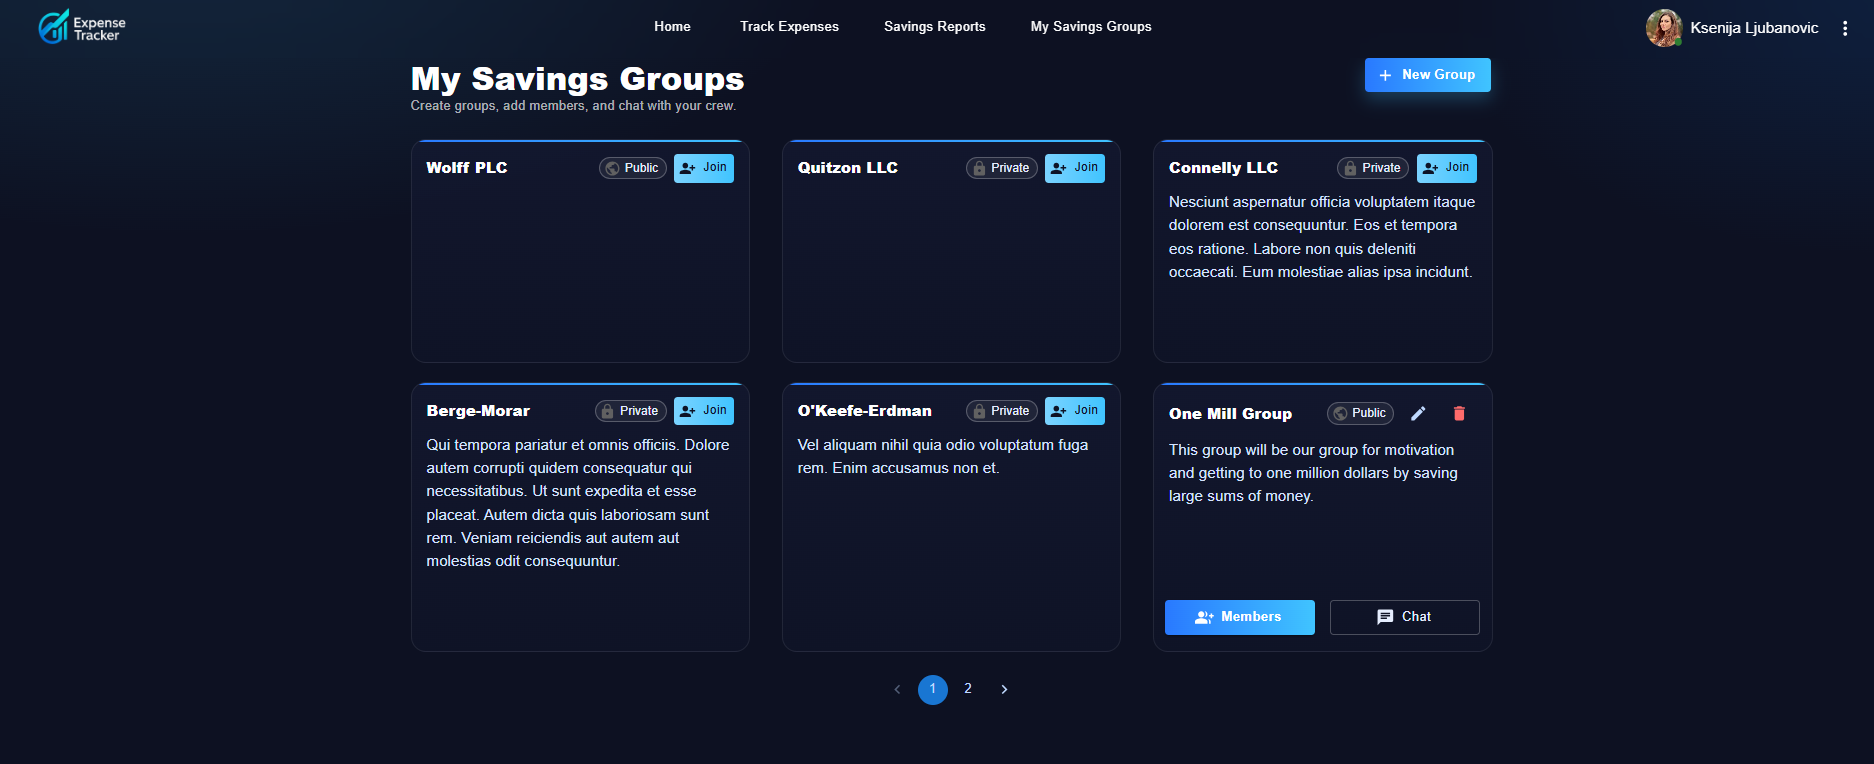 Expense
Tracker
Home
Track Expenses
Savings Reports
My Savings Groups
Ksenija Ljubanovic
My Savings Groups
Create groups, add members, and chat with your crew.
New Group
Wolff PLC
Public
Join
Quitzon LLC
Private
Join
Connelly LLC
Private
Join
Nesciunt aspernatur officia voluptatem itaque
dolorem est consequuntur. Eos et tempora
eos ratione. Labore non quis deleniti
occaecati. Eum molestiae alias ipsa incidunt.
Berge-Morar
Private
Join
Qui tempora pariatur et omnis officiis. Dolore
autem corrupti quidem consequatur qui
necessitatibus. Ut sunt expedita et esse
placeat. Autem dicta quis laboriosam sunt
rem. Veniam reiciendis aut autem aut
molestias odit consequuntur.
O'Keefe-Erdman
Private
Join
Vel aliquam nihil quia odio voluptatum fuga
rem. Enim accusamus non et.
One Mill Group
Public
This group will be our group for motivation
and getting to one million dollars by saving
large sums of money.
Members
Chat
1
2